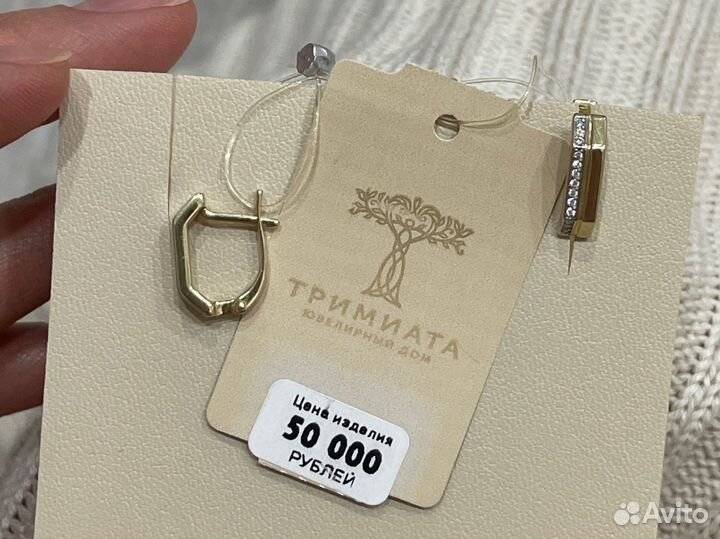 ТРИМИАТА
ЮВЕЛИРНЫЙ ДОМ
Цена изделия
50 000
РУБЛЕЙ
Avito